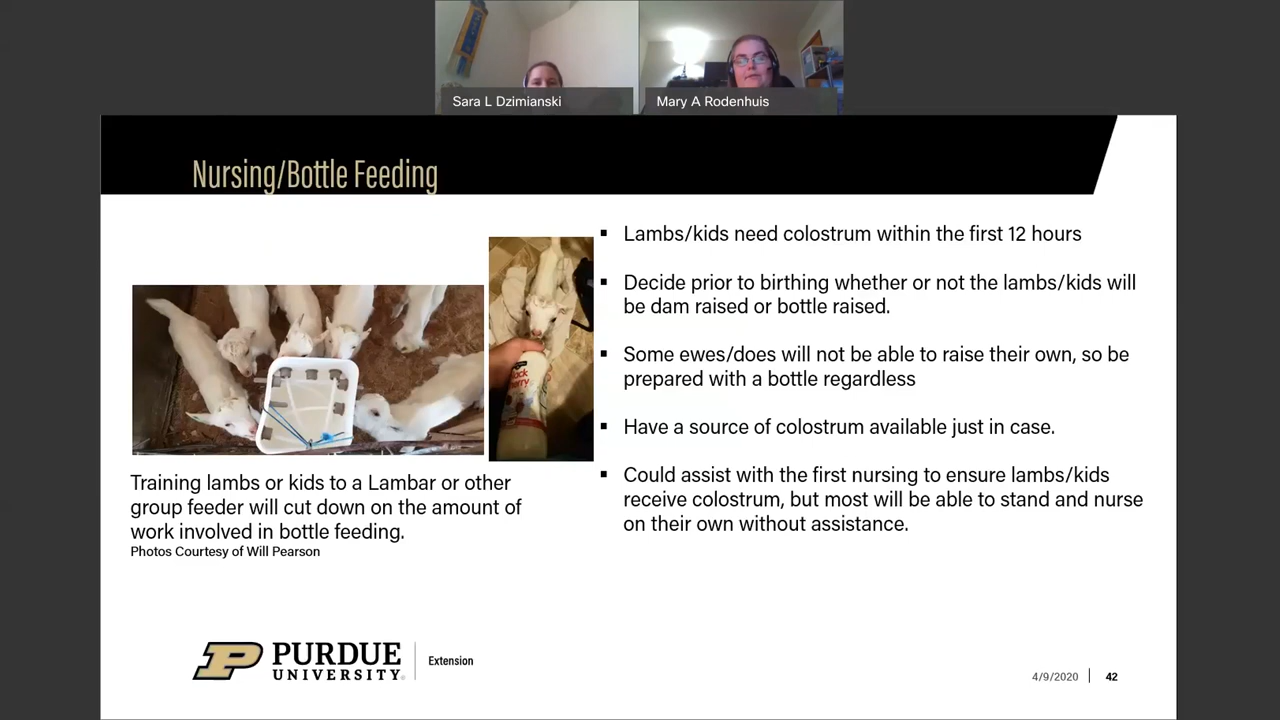 Sara L Dzimianski
Mary A Rodenhuis
Nursing/Bottle Feeding
Lambs/kids need colostrum within the first 12 hours
Decide prior to birthing whether or not the lambs/kids will
be dam raised or bottle raised.
Some ewes/does will not be able to raise their own, so be
prepared with a bottle regardless
Have a source of colostrum available just in case.
Could assist with the first nursing to ensure lambs/kids
receive colostrum, but most will be able to stand and nurse
on their own without assistance.
Training lambs or kids to a Lambar or other
group feeder will cut down on the amount of
work involved in bottle feeding.
Photos Courtesy of Will Pearson
P PURDUE
UNIVERSITY®
Extension
4/9/2020 42